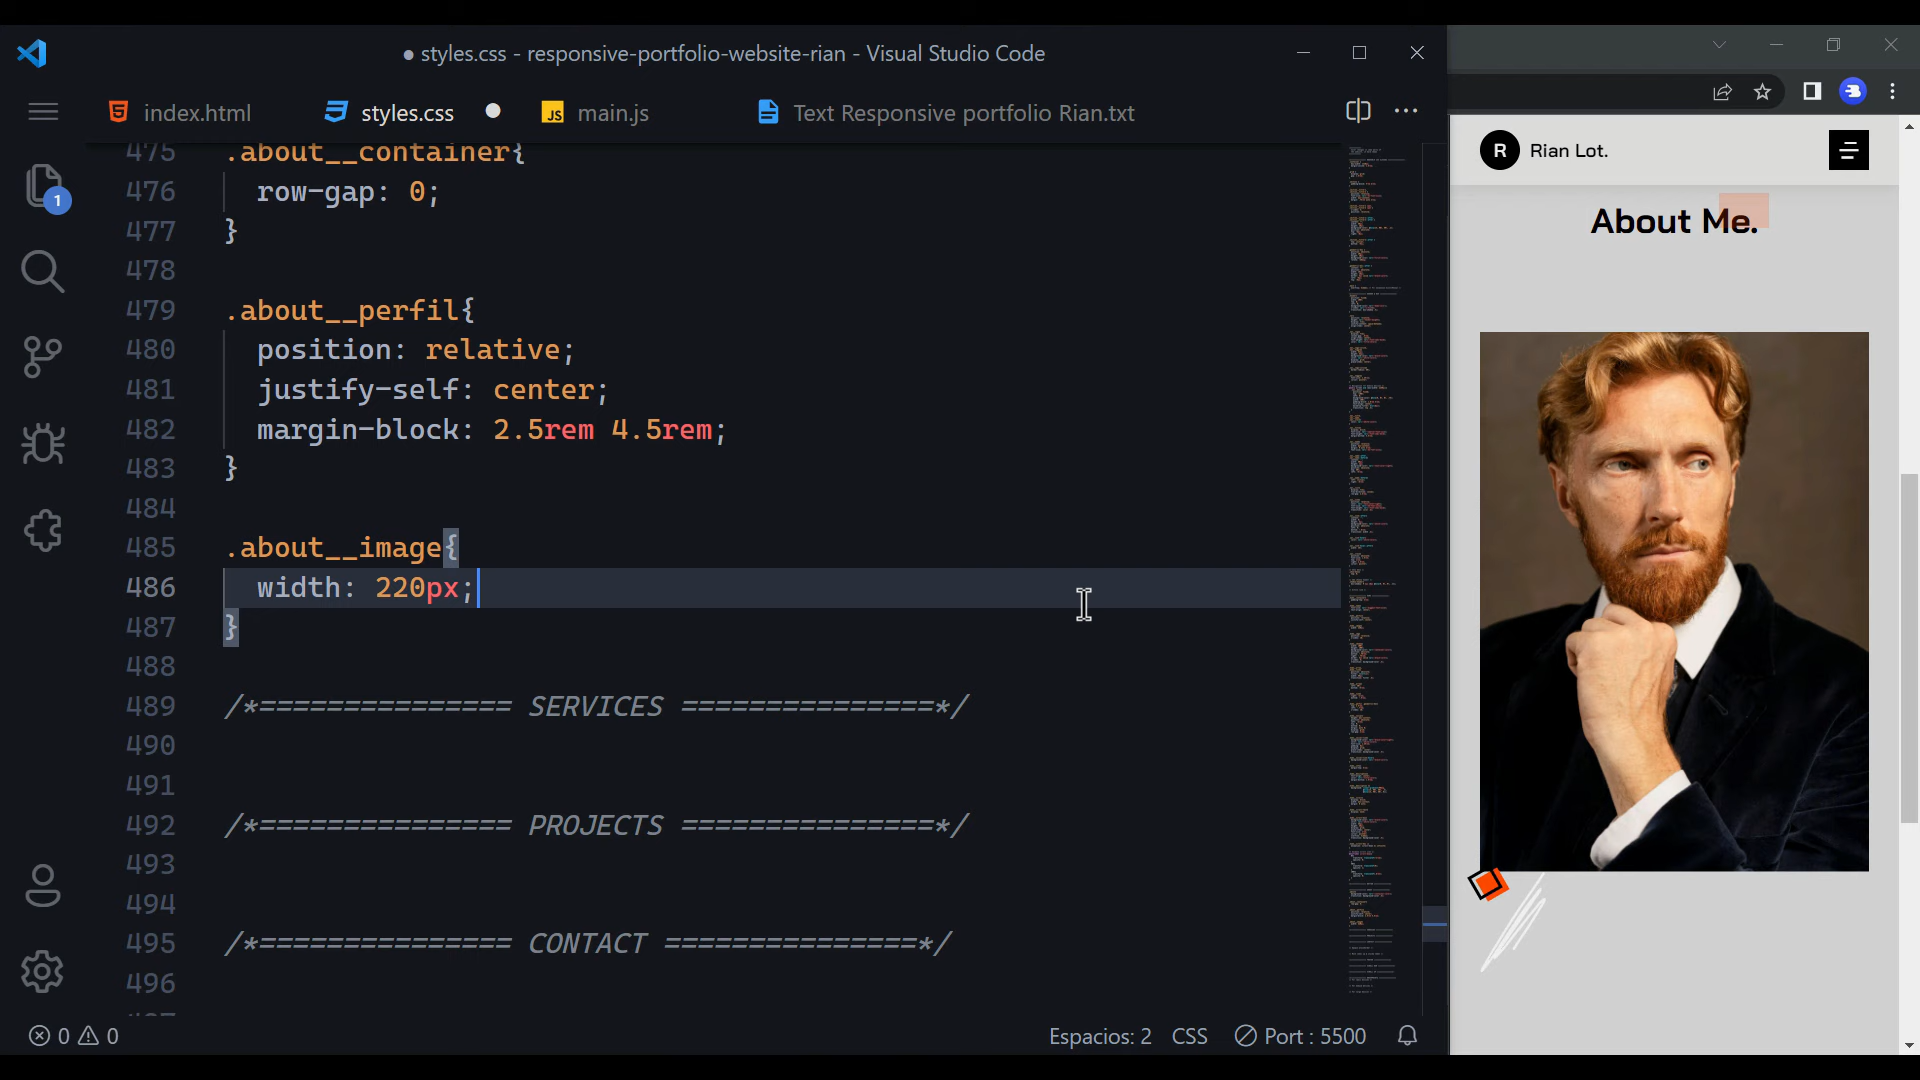 ● styles.css - responsive-portfolio-website-rian - Visual Studio Code
index.html
styles.css
JS main.js
Text Responsive portfolio Rian.txt
475 .about__container{
476 row-gap: 0;
477 }
478
479 .about__perfil{
480 position: relative;
481 justify-self: center;
482 margin-block: 2.5rem 4.5rem;
483 }
484
485 .about__image{
486 width: 220px;
487 }
488
489 /*=============== SERVICES ===============*/
490
491
492 /*=============== PROJECTS ===============*/
493
494
495 /*=============== CONTACT ===============*/
496
1
0 0
Espacios: 2 CSS Port : 5500
R Rian Lot.
About Me.